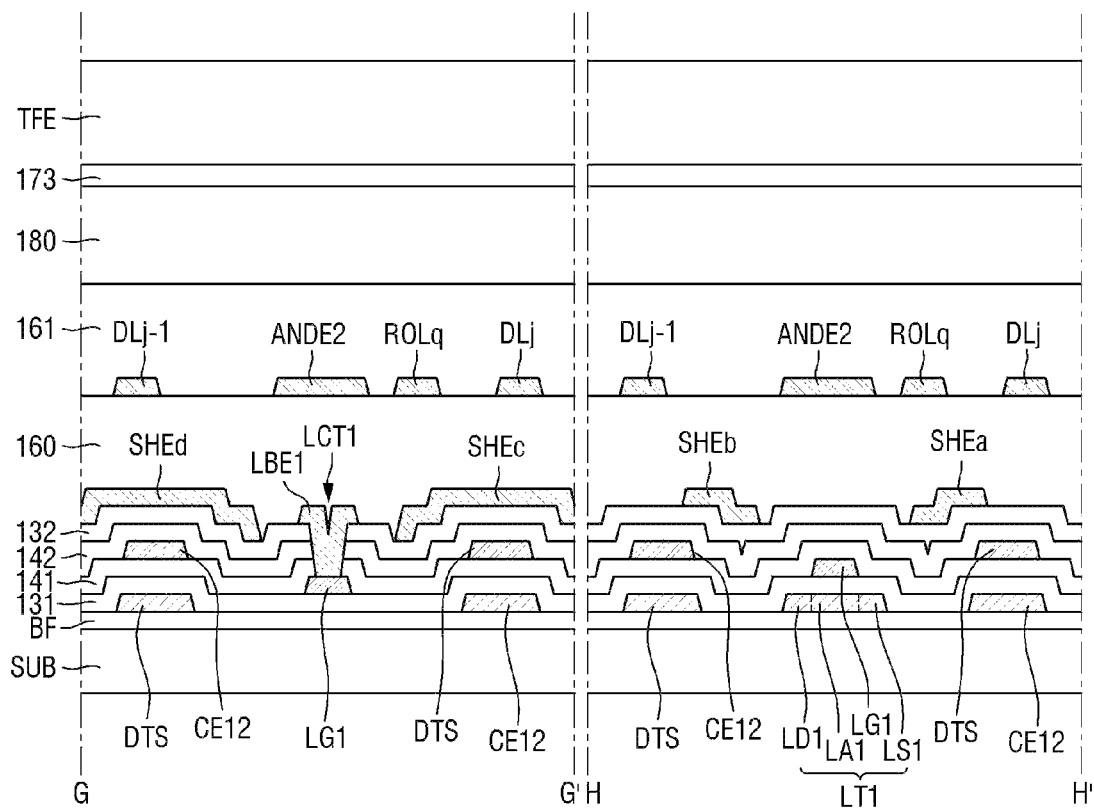 TFE
173
180
161
DLj-1 ANDE2 ROLq DLj DLj-1 ANDE2 ROLq DLj
160
SHEd LBE1 LCT1 SHEc SHEb SHEa
132
142
141
131
BF
SUB
DTS CE12 LG1 DTS CE12 DTS CE12 LD1 LA1 LG1 LS1 DTS CE12
LT1
G G' H H'